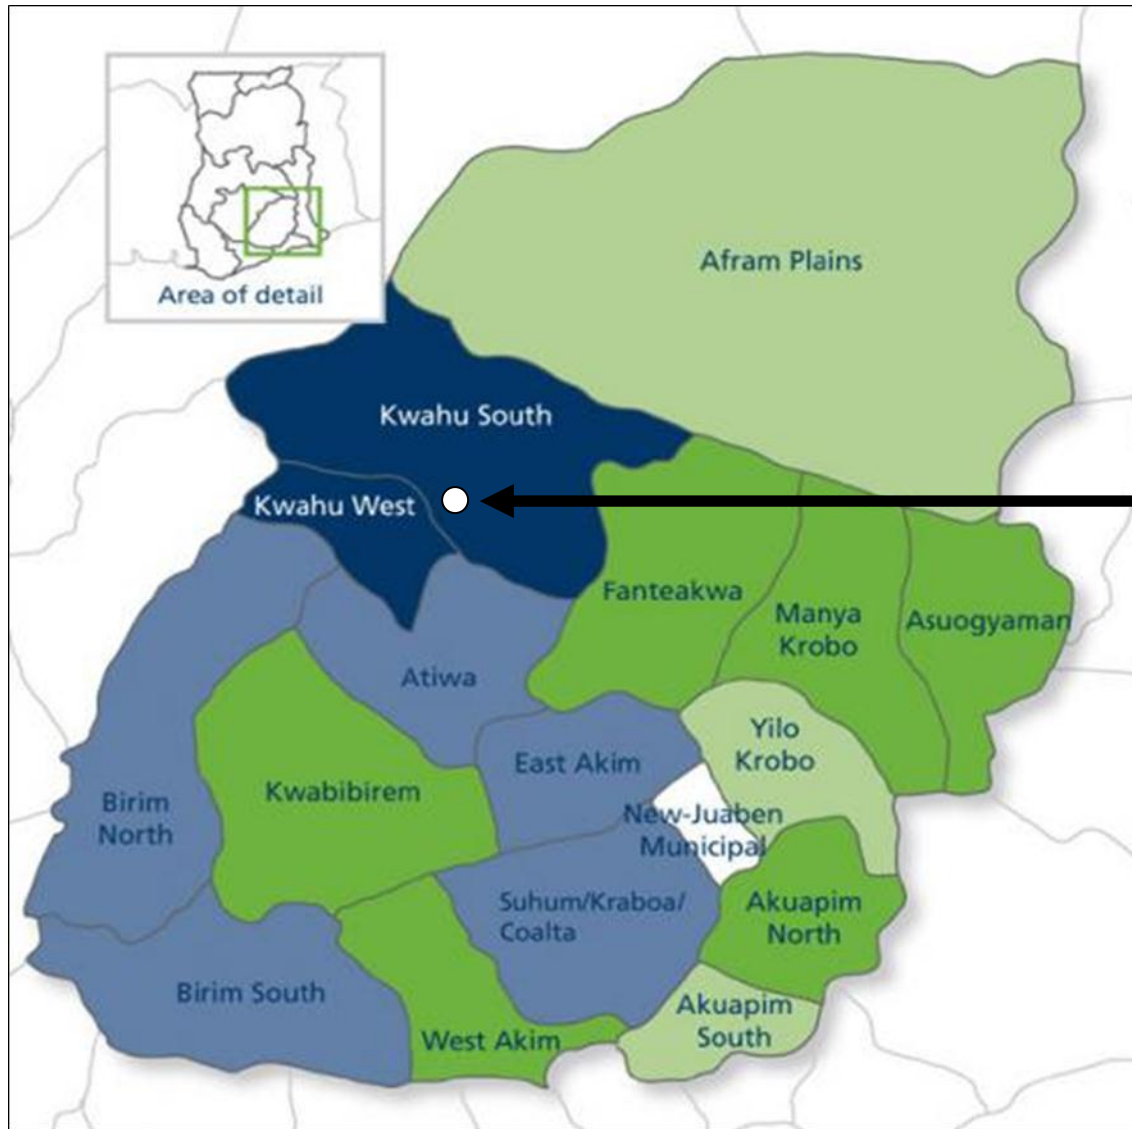 Area of detail
Afram Plains
Kwahu South
Kwahu West
Fanteakwa
Manya
Krobo
Asuogyaman
Atiwa
Yilo
Krobo
East Akim
Kwabibirem
Birim
North
New-Juaben
Municipal
Suhum/Kraboa/
Coalta
Akuapim
North
Birim South
Akuapim
South
West Akim